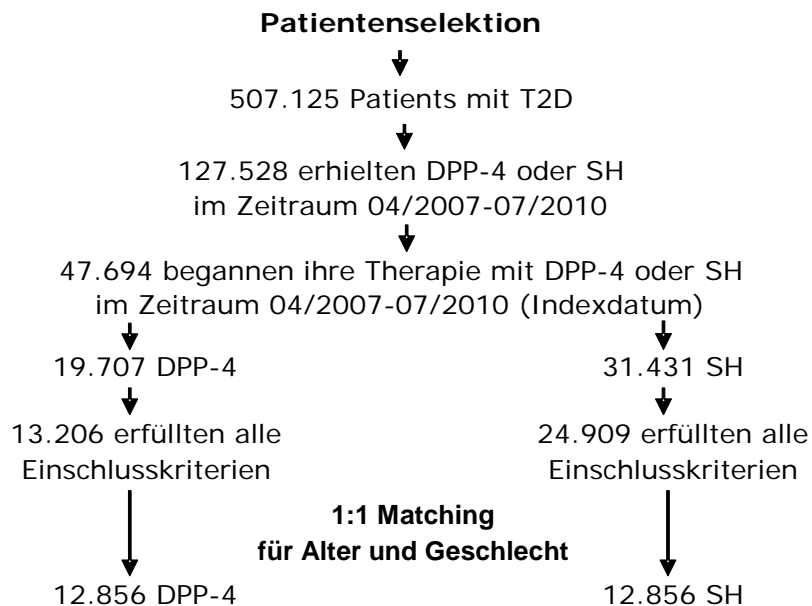 Patientenselektion
507.125 Patients mit T2D
127.528 erhielten DPP-4 oder SH
im Zeitraum 04/2007-07/2010
47.694 begannen ihre Therapie mit DPP-4 oder SH
im Zeitraum 04/2007-07/2010 (Indexdatum)
19.707 DPP-4
31.431 SH
13.206 erfüllten alle
Einschlusskriterien
24.909 erfüllten alle
Einschlusskriterien
1:1 Matching
für Alter und Geschlecht
12.856 DPP-4
12.856 SH